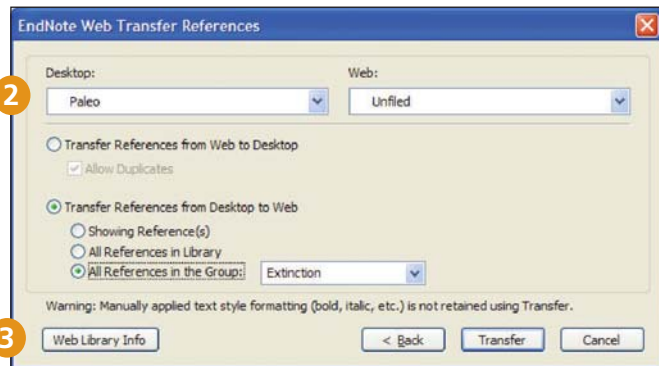 EndNote Web Transfer References
Desktop: Web:
2 Paleo Unfiled
Transfer References from Web to Desktop
Allow Duplicates
Transfer References from Desktop to Web
Showing Reference(s)
All References in Library
All References in the Group: Extinction
Warning: Manually applied text style formatting (bold, italic, etc.) is not retained using Transfer.
3 Web Library Info < Back Transfer Cancel